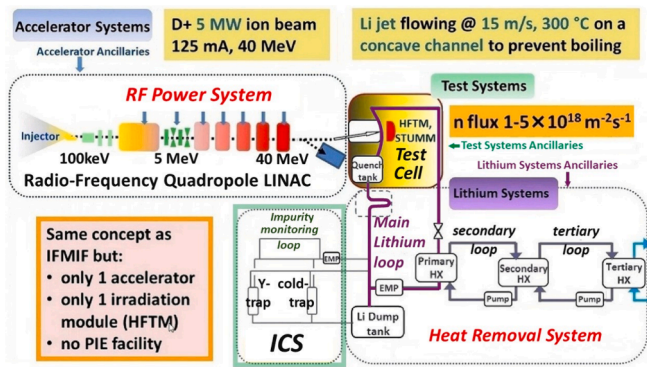 Accelerator Systems
Accelerator Ancillaries
D+ 5 MW ion beam
125 mA, 40 MeV
Li jet flowing @ 15 m/s, 300 °C on a
concave channel to prevent boiling
RF Power System
Injector
100keV
5 MeV
40 MeV
Radio-Frequency Quadropole LINAC
HFTM,
STUMM
Test
Cell
Quench
tank
Test Systems
n flux 1-5×10¹⁸ m⁻²s⁻¹
Test Systems Ancillaries
Lithium Systems Ancillaries
Lithium Systems
Same concept as
IFMIF but:
• only 1 accelerator
• only 1 irradiation
module (HFTM)
• no PIE facility
Impurity
monitoring
loop
EMP
Y-
trap
cold-
trap
ICS
Main
Lithium
loop
EMP
Li Dump
tank
Primary
HX
secondary
loop
Pump
Secondary
HX
tertiary
loop
Pump
Tertiary
HX
Heat Removal System